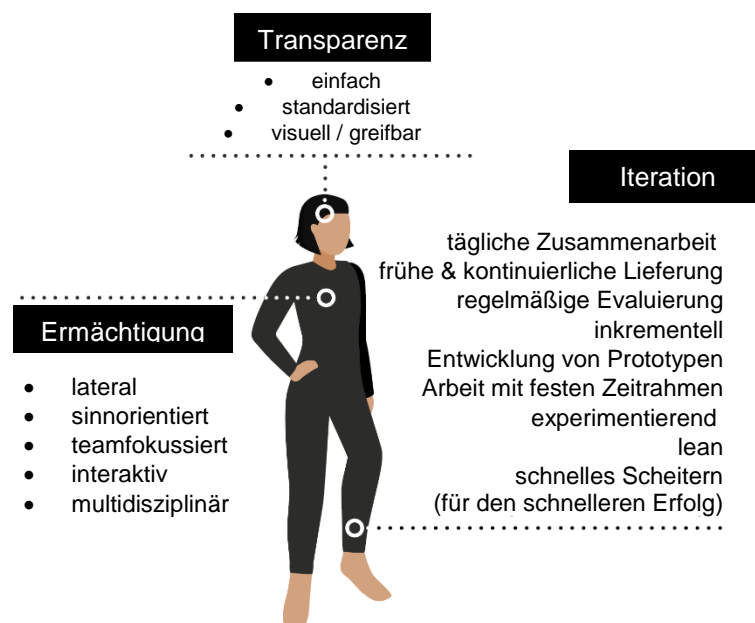 Transparenz
• einfach
• standardisiert
• visuell / greifbar
Iteration
tägliche Zusammenarbeit
frühe & kontinuierliche Lieferung
regelmäßige Evaluierung
inkrementell
Entwicklung von Prototypen
Arbeit mit festen Zeitrahmen
experimentierend
lean
schnelles Scheitern
(für den schnelleren Erfolg)
Ermächtigung
• lateral
• sinnorientiert
• teamfokussiert
• interaktiv
• multidisziplinär